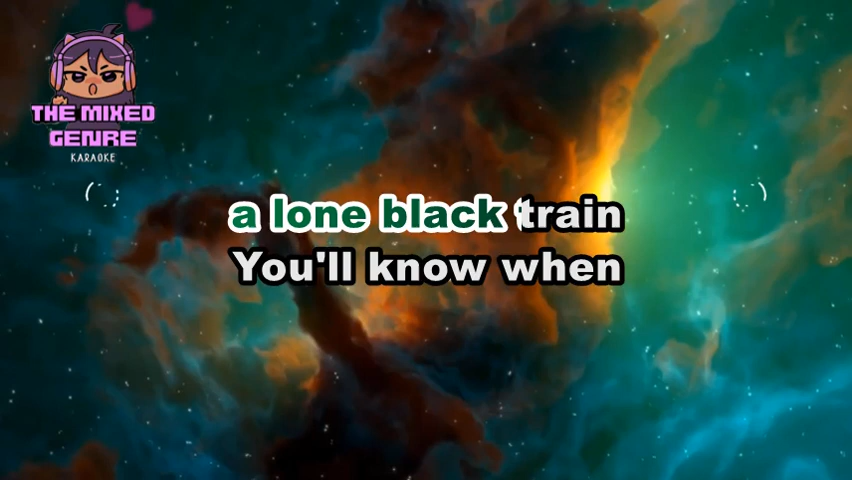 THE MIXED
GENRE
KARAOKE
a lone black train
You'll know when